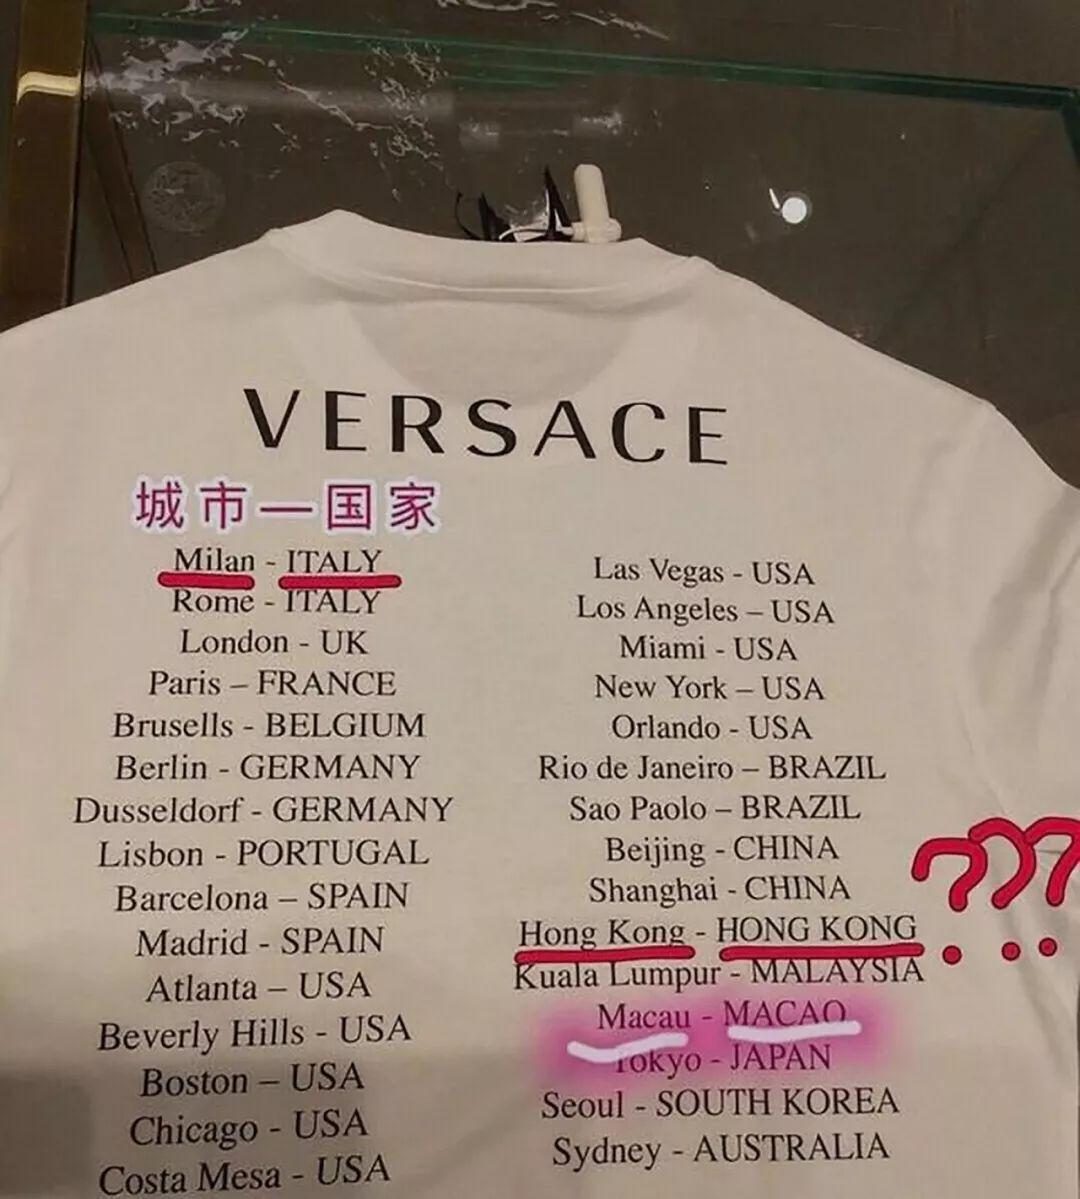 VERSACE
城市—国家
Milan - ITALY
Rome - ITALY
London - UK
Paris – FRANCE
Brusells - BELGIUM
Berlin - GERMANY
Dusseldorf - GERMANY
Lisbon - PORTUGAL
Barcelona – SPAIN
Madrid - SPAIN
Atlanta – USA
Beverly Hills - USA
Boston – USA
Chicago - USA
Costa Mesa - USA
Las Vegas - USA
Los Angeles – USA
Miami - USA
New York – USA
Orlando - USA
Rio de Janeiro – BRAZIL
Sao Paolo – BRAZIL
Beijing - CHINA
Shanghai - CHINA
Hong Kong - HONG KONG
???
Kuala Lumpur - MALAYSIA
Macau - MACAO
Tokyo - JAPAN
Seoul - SOUTH KOREA
Sydney - AUSTRALIA